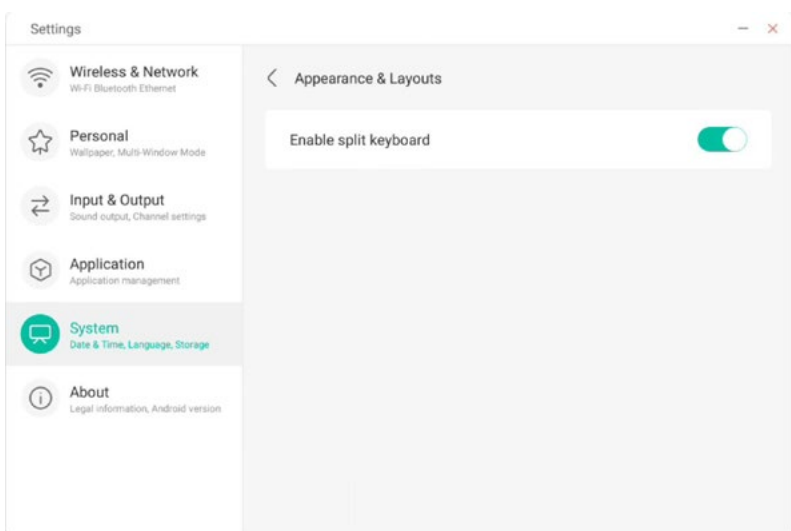 Settings
Wireless & Network
Wi-Fi Bluetooth Ethernet
Personal
Wallpaper, Multi-Window Mode
Input & Output
Sound output, Channel settings
Application
Application management
System
Date & Time, Language, Storage
About
Legal information, Android version
Appearance & Layouts
Enable split keyboard